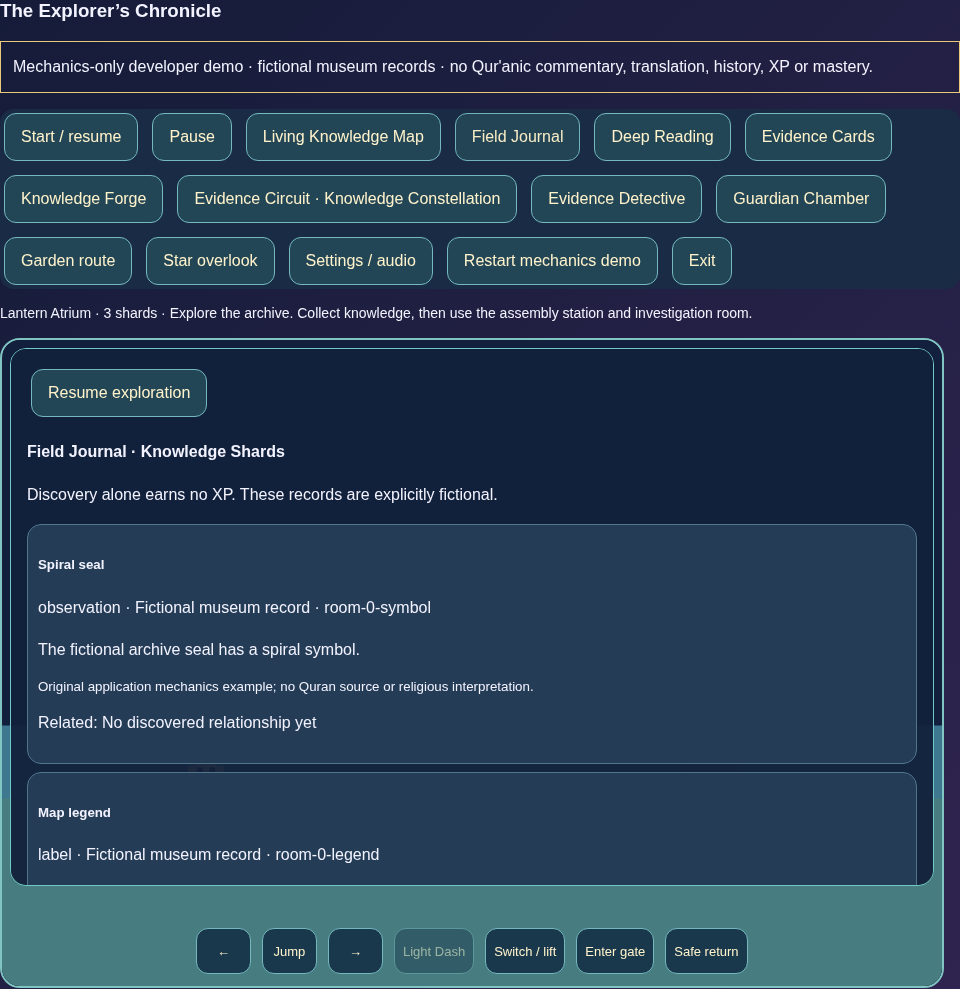 The Explorer’s Chronicle
Mechanics-only developer demo · fictional museum records · no Qur'anic commentary, translation, history, XP or mastery.
Start / resume Pause Living Knowledge Map Field Journal Deep Reading Evidence Cards
Knowledge Forge Evidence Circuit · Knowledge Constellation Evidence Detective Guardian Chamber
Garden route Star overlook Settings / audio Restart mechanics demo Exit
Lantern Atrium · 3 shards · Explore the archive. Collect knowledge, then use the assembly station and investigation room.
Resume exploration
Field Journal · Knowledge Shards
Discovery alone earns no XP. These records are explicitly fictional.
Spiral seal
observation · Fictional museum record · room-0-symbol
The fictional archive seal has a spiral symbol.
Original application mechanics example; no Quran source or religious interpretation.
Related: No discovered relationship yet
Map legend
label · Fictional museum record · room-0-legend
← Jump → Light Dash Switch / lift Enter gate Safe return